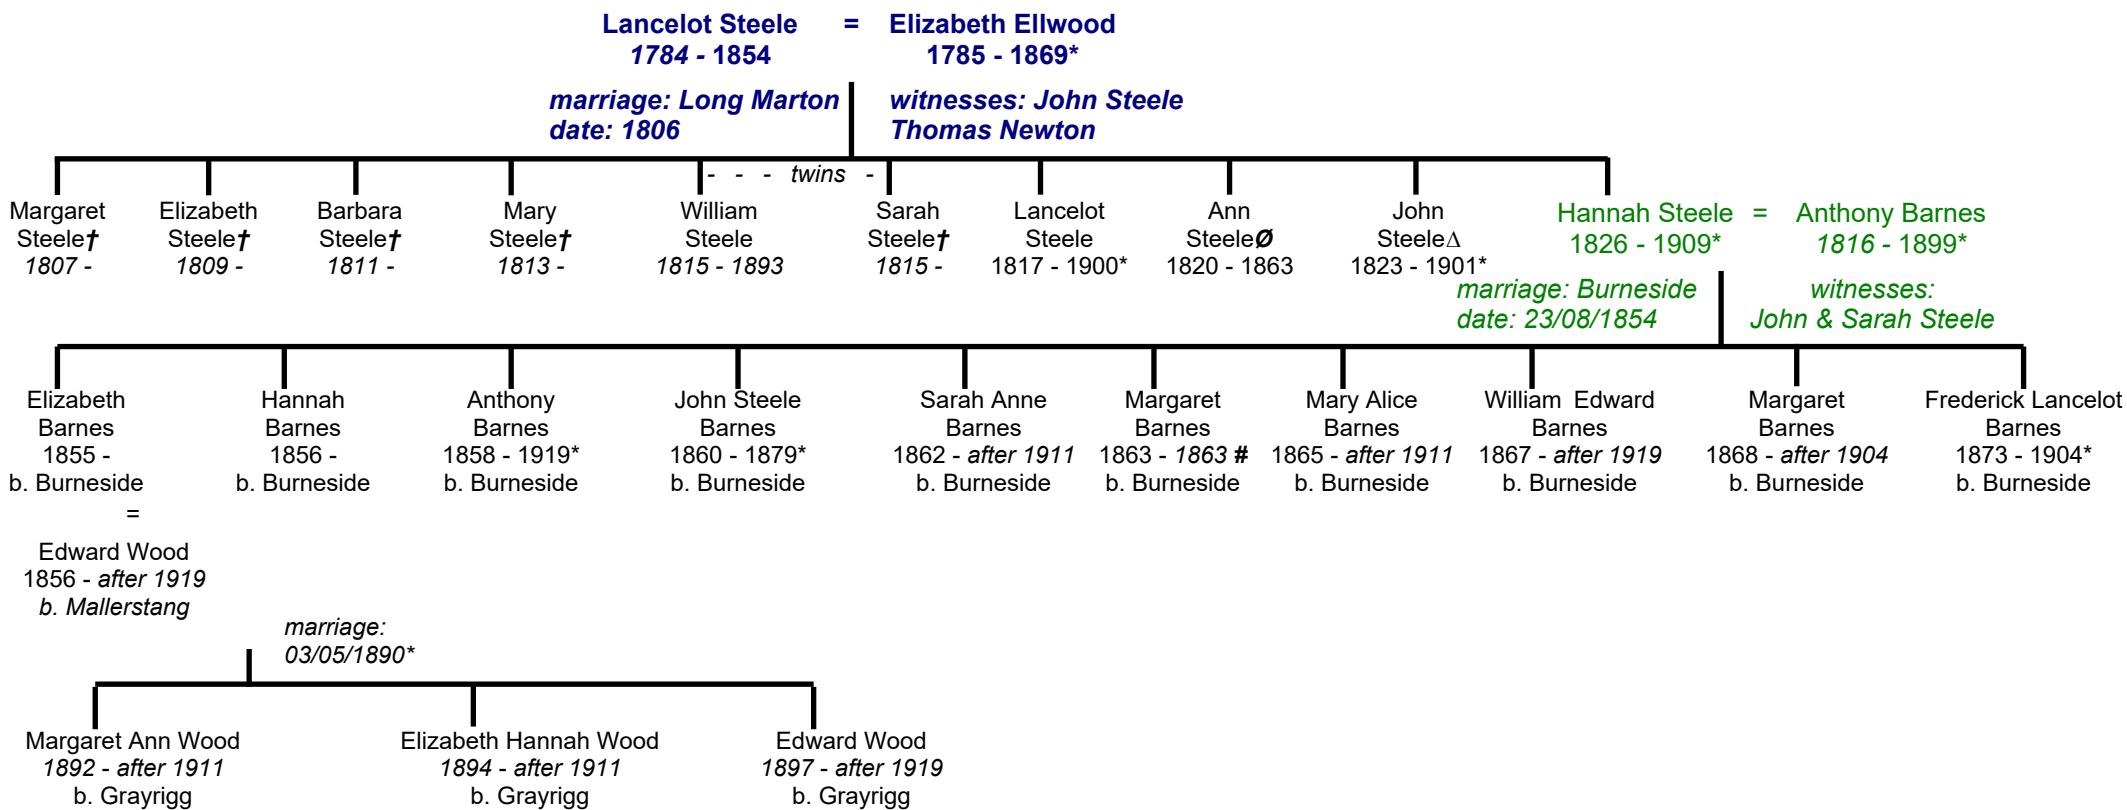 Lancelot Steele = Elizabeth Ellwood
1784 - 1854 1785 - 1869*
marriage: Long Marton witnesses: John Steele
date: 1806 Thomas Newton
- - - twins -
Margaret
Steele†
1807 -
Elizabeth
Steele†
1809 -
Barbara
Steele†
1811 -
Mary
Steele†
1813 -
William
Steele
1815 - 1893
Sarah
Steele†
1815 -
Lancelot
Steele
1817 - 1900*
Ann
SteeleØ
1820 - 1863
John
Steele∆
1823 - 1901*
Hannah Steele = Anthony Barnes
1826 - 1909* 1816 - 1899*
marriage: Burneside witnesses:
date: 23/08/1854 John & Sarah Steele
Elizabeth
Barnes
1855 -
b. Burneside
=
Edward Wood
1856 - after 1919
b. Mallerstang
Hannah
Barnes
1856 -
b. Burneside
Anthony
Barnes
1858 - 1919*
b. Burneside
John Steele
Barnes
1860 - 1879*
b. Burneside
Sarah Anne
Barnes
1862 - after 1911
b. Burneside
Margaret
Barnes
1863 - 1863 #
b. Burneside
Mary Alice
Barnes
1865 - after 1911
b. Burneside
William Edward
Barnes
1867 - after 1919
b. Burneside
Margaret
Barnes
1868 - after 1904
b. Burneside
Frederick Lancelot
Barnes
1873 - 1904*
b. Burneside
marriage:
03/05/1890*
Margaret Ann Wood
1892 - after 1911
b. Grayrigg
Elizabeth Hannah Wood
1894 - after 1911
b. Grayrigg
Edward Wood
1897 - after 1919
b. Grayrigg